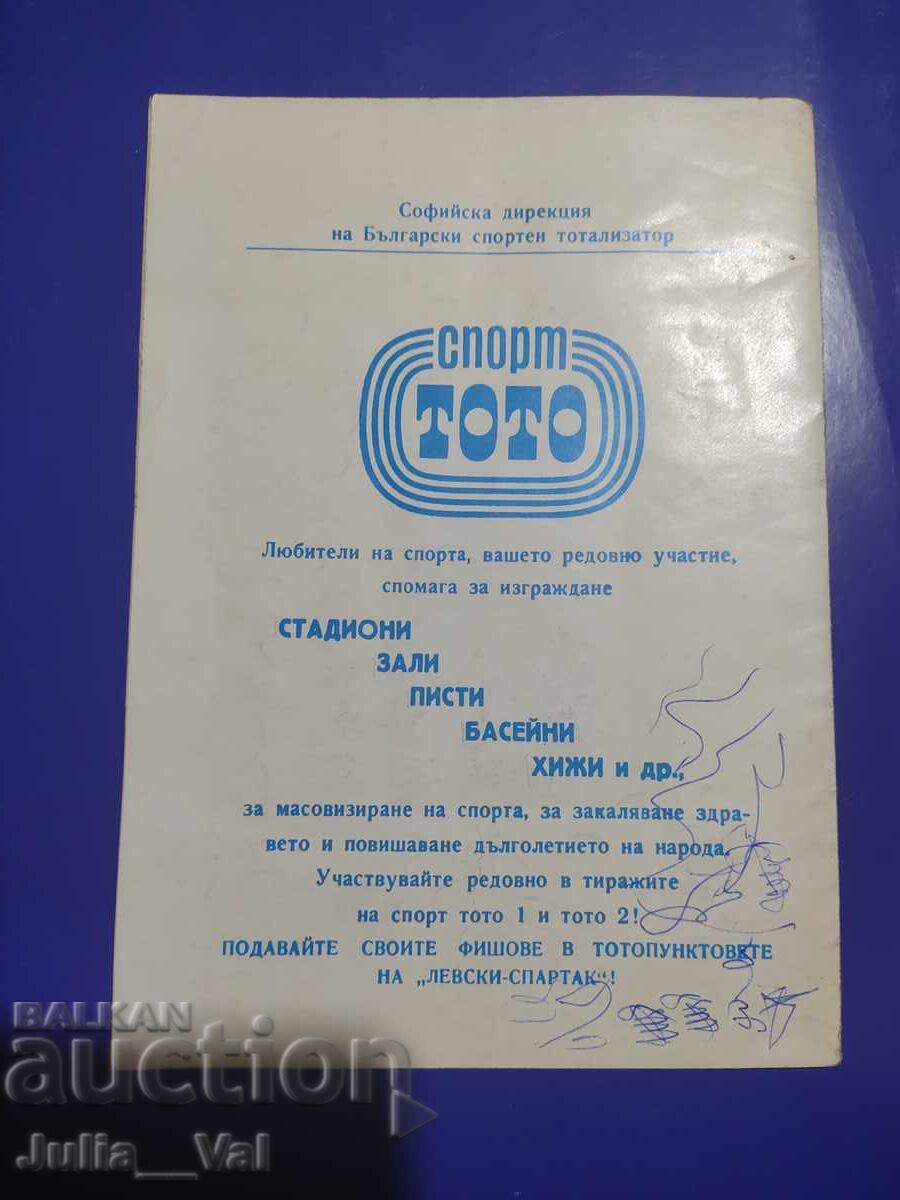 Софийска дирекция
на Български спортен тотализатор
спорт
ТОТО
Любители на спорта, вашето редовно участие,
спомага за изграждане
СТАДИОНИ
ЗАЛИ
ПИСТИ
БАСЕЙНИ
ХИЖИ и др.,
за масовизиране на спорта, за закаляване здра-
вето и повишаване дълголетието на народа.
Участвувайте редовно в тиражите
на спорт тото 1 и тото 2!
ПОДАВАЙТЕ СВОИТЕ ФИШОВЕ В ТОТОПУНКТОВЕТЕ
НА „ЛЕВСКИ-СПАРТАК“!
BALKAN
auction
Julia__Val